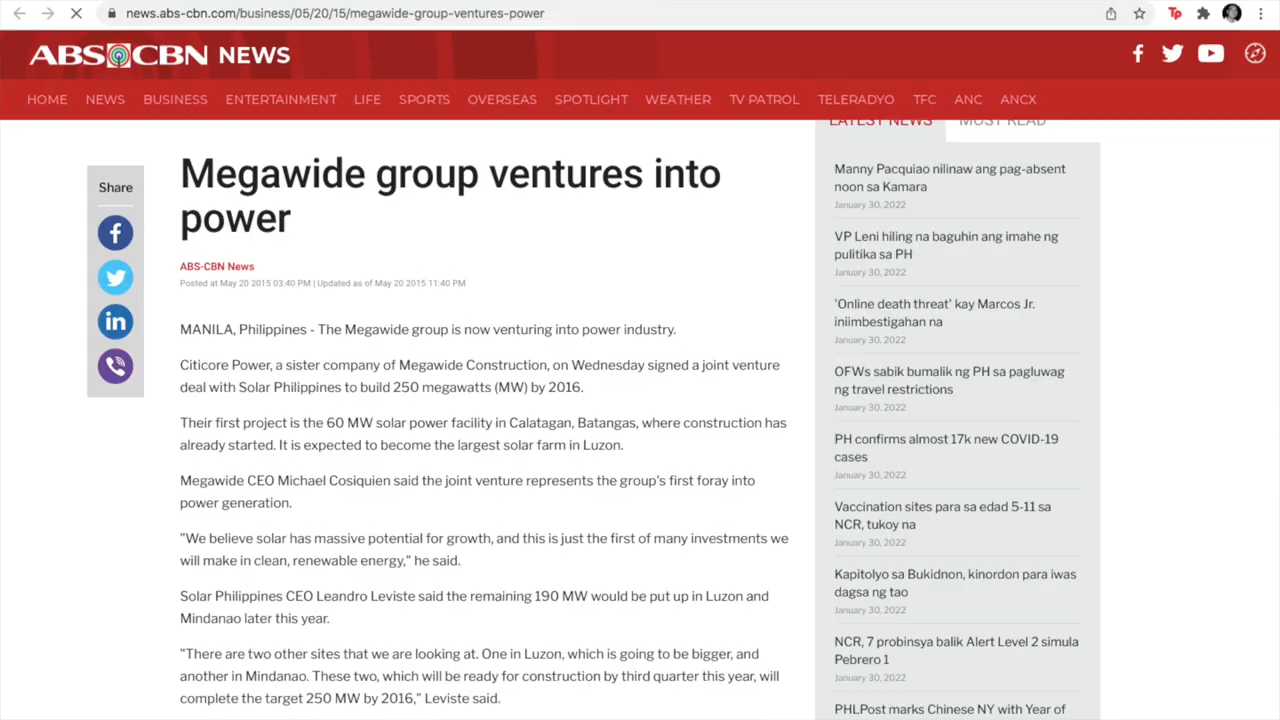 news.abs-cbn.com/business/05/20/15/megawide-group-ventures-power
ABS CBN NEWS
HOME NEWS BUSINESS ENTERTAINMENT LIFE SPORTS OVERSEAS SPOTLIGHT WEATHER TV PATROL TELERADYO TFC ANC ANCX
Share
Megawide group ventures into
power
ABS-CBN News
Posted at May 20 2015 03:40 PM | Updated as of May 20 2015 11:40 PM
MANILA, Philippines - The Megawide group is now venturing into power industry.
Citicore Power, a sister company of Megawide Construction, on Wednesday signed a joint venture
deal with Solar Philippines to build 250 megawatts (MW) by 2016.
Their first project is the 60 MW solar power facility in Calatagan, Batangas, where construction has
already started. It is expected to become the largest solar farm in Luzon.
Megawide CEO Michael Cosiquien said the joint venture represents the group's first foray into
power generation.
"We believe solar has massive potential for growth, and this is just the first of many investments we
will make in clean, renewable energy," he said.
Solar Philippines CEO Leandro Leviste said the remaining 190 MW would be put up in Luzon and
Mindanao later this year.
"There are two other sites that we are looking at. One in Luzon, which is going to be bigger, and
another in Mindanao. These two, which will be ready for construction by third quarter this year, will
complete the target 250 MW by 2016," Leviste said.
LATEST NEWS MUST READ
Manny Pacquiao nilinaw ang pag-absent
noon sa Kamara
January 30, 2022
VP Leni hiling na baguhin ang imahe ng
pulitika sa PH
January 30, 2022
'Online death threat' kay Marcos Jr.
iniimbestigahan na
January 30, 2022
OFWs sabik bumalik ng PH sa pagluwag
ng travel restrictions
January 30, 2022
PH confirms almost 17k new COVID-19
cases
January 30, 2022
Vaccination sites para sa edad 5-11 sa
NCR, tukoy na
January 30, 2022
Kapitolyo sa Bukidnon, kinordon para iwas
dagsa ng tao
January 30, 2022
NCR, 7 probinsya balik Alert Level 2 simula
Pebrero 1
January 30, 2022
PHLPost marks Chinese NY with Year of